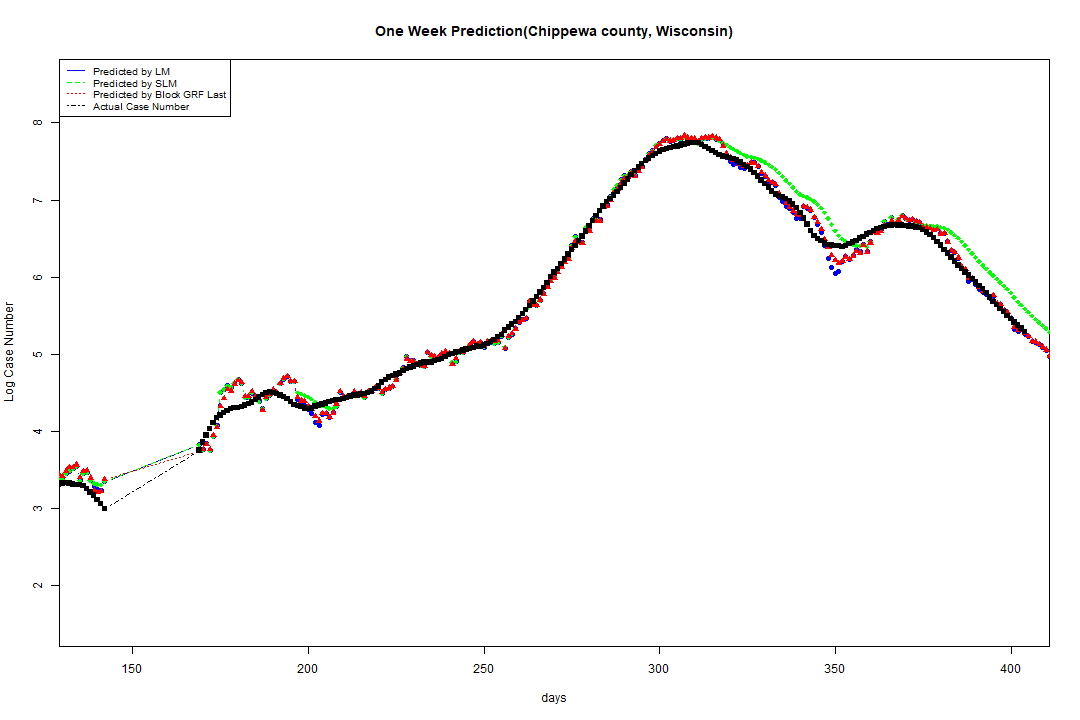 One Week Prediction(Chippewa county, Wisconsin)
Predicted by LM
Predicted by SLM
Predicted by Block GRF Last
Actual Case Number
Log Case Number
8
7
6
5
4
3
2
150 200 250 300 350 400
days